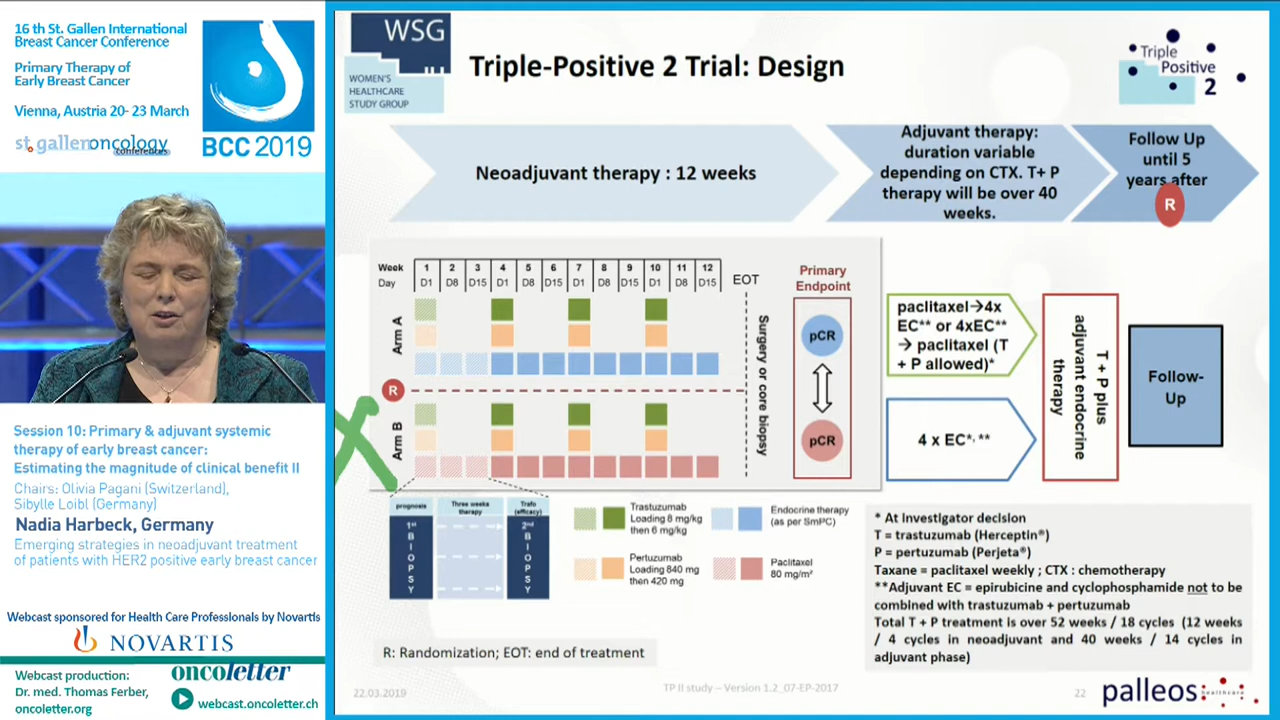 16 th St. Gallen International
Breast Cancer Conference
Primary Therapy of
Early Breast Cancer
Vienna, Austria 20- 23 March
st.gallenoncology
conferences
BCC 2019
Session 10: Primary & adjuvant systemic
therapy of early breast cancer:
Estimating the magnitude of clinical benefit II
Chairs: Olivia Pagani (Switzerland),
Sibylle Loibl (Germany)
Nadia Harbeck, Germany
Emerging strategies in neoadjuvant treatment
of patients with HER2 positive early breast cancer
Webcast sponsored for Health Care Professionals by Novartis
NOVARTIS
Webcast production:
Dr. med. Thomas Ferber,
oncoletter.org
oncoletter
webcast.oncoletter.ch
WSG
WOMEN'S
HEALTHCARE
STUDY GROUP
Triple-Positive 2 Trial: Design
Triple
Positive
2
Neoadjuvant therapy : 12 weeks
Adjuvant therapy:
duration variable
depending on CTX. T+ P
therapy will be over 40
weeks.
Follow Up
until 5
years after
R
Week 1 2 3 4 5 6 7 8 9 10 11 12
Day D1 D8 D15 D1 D8 D15 D1 D8 D15 D1 D8 D15
EOT
Primary
Endpoint
Arm A
R
Arm B
Surgery or core biopsy
pCR
pCR
paclitaxel→4x
EC** or 4xEC**
→ paclitaxel (T
+ P allowed)*
4 x EC*, **
T + P plus
adjuvant endocrine
therapy
Follow-
Up
prognosis
Three weeks
therapy
Trafo
(efficacy)
1st
BIOPSY
2nd
BIOPSY
Trastuzumab
Loading 8 mg/kg
then 6 mg/kg
Endocrine therapy
(as per SmPC)
Pertuzumab
Loading 840 mg
then 420 mg
Paclitaxel
80 mg/m²
* At investigator decision
T = trastuzumab (Herceptin®)
P = pertuzumab (Perjeta®)
Taxane = paclitaxel weekly ; CTX : chemotherapy
**Adjuvant EC = epirubicine and cyclophosphamide not to be
combined with trastuzumab + pertuzumab
Total T + P treatment is over 52 weeks / 18 cycles (12 weeks
/ 4 cycles in neoadjuvant and 40 weeks / 14 cycles in
adjuvant phase)
R: Randomization; EOT: end of treatment
22.03.2019
TP II study – Version 1.2_07-EP-2017
22
palleos
healthcare